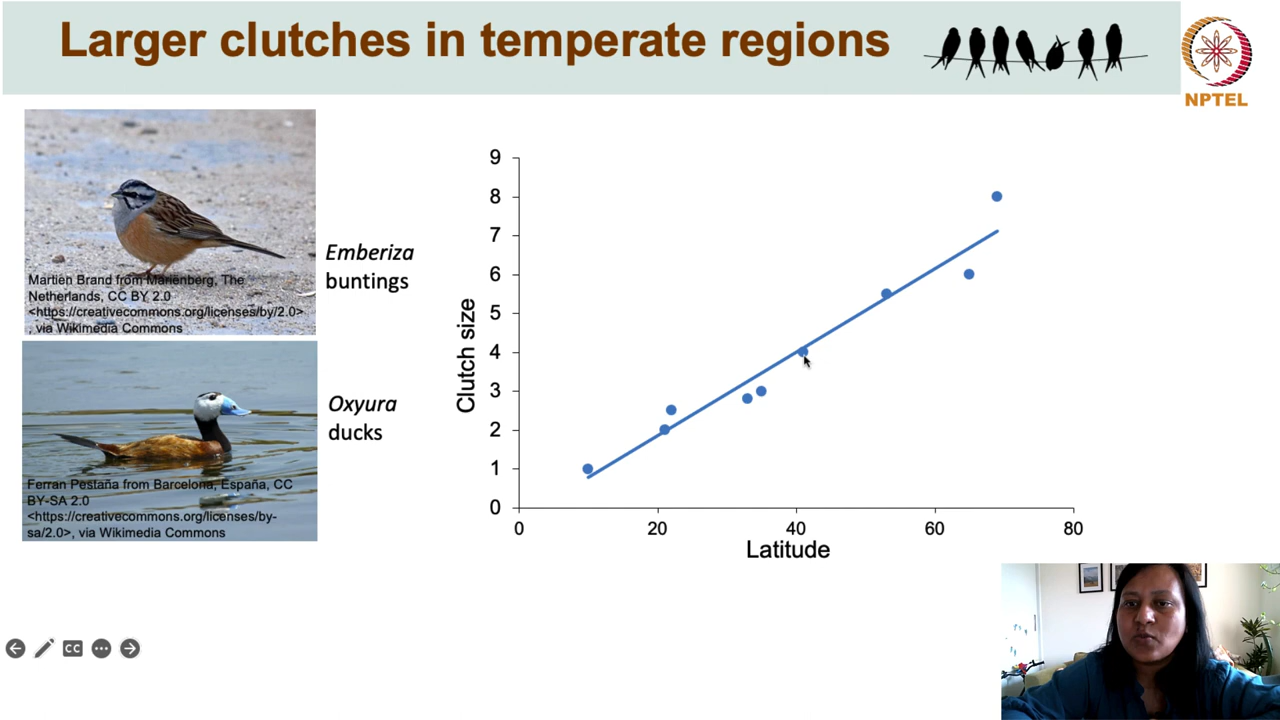 Larger clutches in temperate regions
NPTEL
Martien Brand from Marienberg, The
Netherlands, CC BY 2.0
<https://creativecommons.org/licenses/by/2.0>
, via Wikimedia Commons
Emberiza
buntings
Ferran Pestaña from Barcelona, España, CC
BY-SA 2.0
<https://creativecommons.org/licenses/by-
sa/2.0>, via Wikimedia Commons
Oxyura
ducks
Clutch size
9
8
7
6
5
4
3
2
1
0
0 20 40 60 80
Latitude
CC